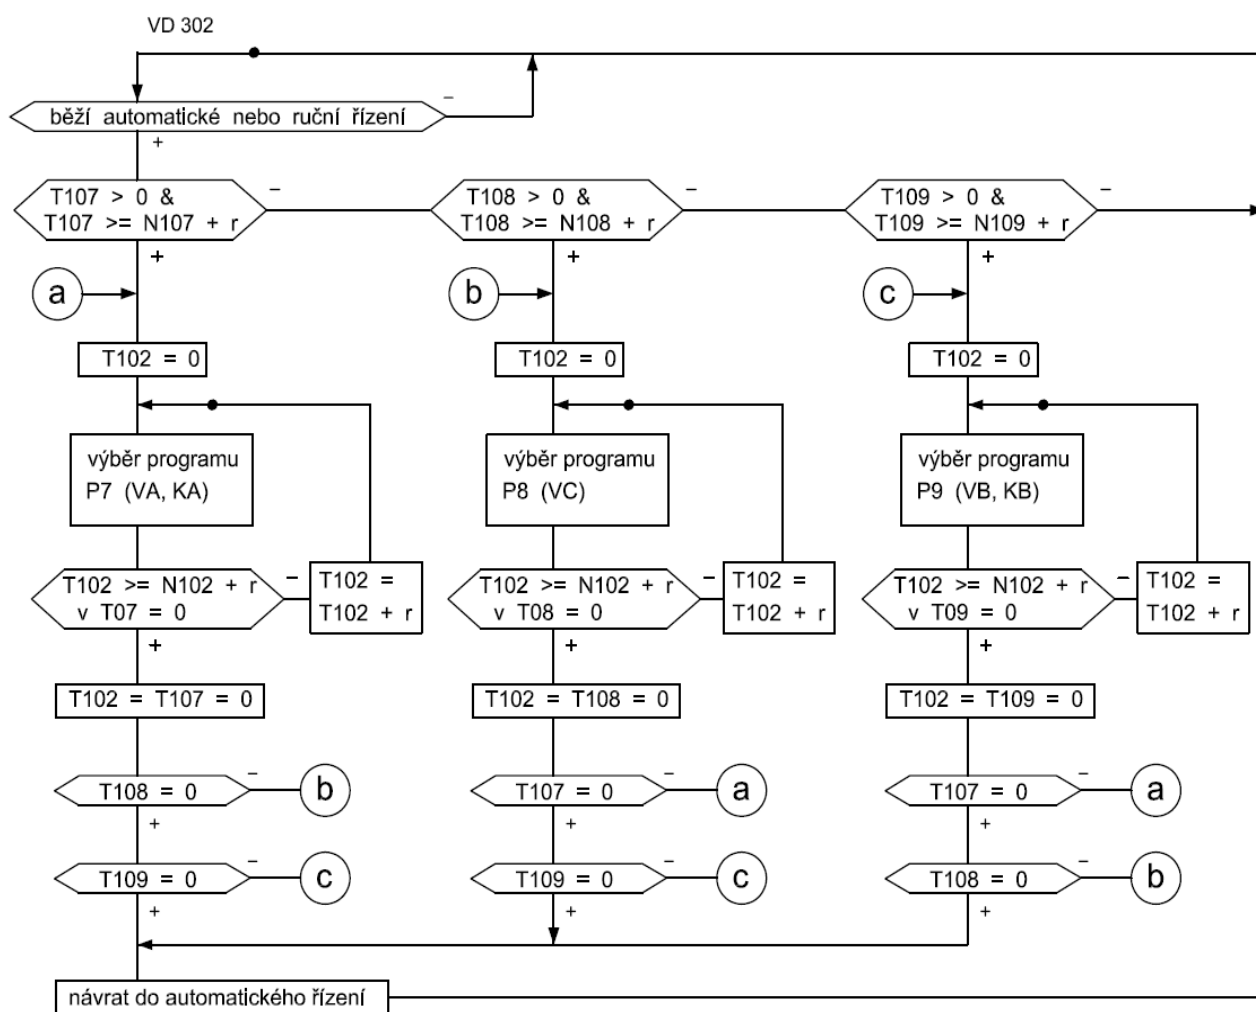 VD 302
–
běží automatické nebo ruční řízení
+
T107 > 0 &
T107 >= N107 + r
–
+
T108 > 0 &
T108 >= N108 + r
–
+
T109 > 0 &
T109 >= N109 + r
–
+
a
b
c
T102 = 0
T102 = 0
T102 = 0
výběr programu
P7 (VA, KA)
výběr programu
P8 (VC)
výběr programu
P9 (VB, KB)
T102 >= N102 + r
v T07 = 0
–
+
T102 =
T102 + r
T102 >= N102 + r
v T08 = 0
–
+
T102 =
T102 + r
T102 >= N102 + r
v T09 = 0
–
+
T102 =
T102 + r
T102 = T107 = 0
T102 = T108 = 0
T102 = T109 = 0
T108 = 0
–
+
b
T107 = 0
–
+
a
T107 = 0
–
+
a
T109 = 0
–
+
c
T109 = 0
–
+
c
T108 = 0
–
+
b
návrat do automatického řízení